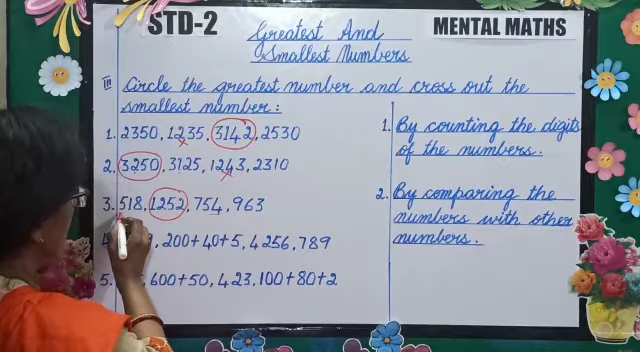 STD-2
Greatest And
Smallest Numbers
MENTAL MATHS
III Circle the greatest number and cross out the
smallest number:
1. 2350, 1235, 3142, 2530
2. 3250, 3125, 1243, 2310
3. 518, 1252, 754, 963
4. , 200+40+5, 4256, 789
5. , 600+50, 423, 100+80+2
1. By counting the digits
of the numbers.
2. By comparing the
numbers with other
numbers.